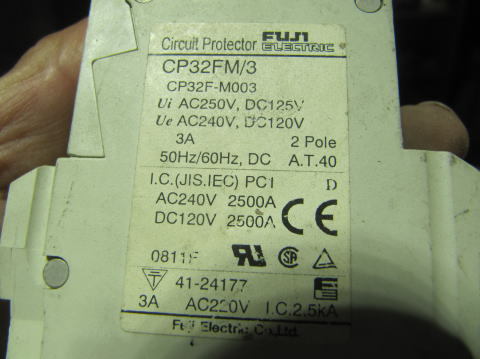 Circuit Protector FUJI ELECTRIC
CP32FM/3
CP32F-M003
Ui AC250V, DC125V
Ue AC240V, DC120V
3A 2 Pole
50Hz/60Hz, DC A.T.40
I.C.(JIS.IEC) PC1 D
AC240V 2500A
DC120V 2500A CE
0811F
41-24177
3A AC220V I.C.2.5kA
Fuji Electric Co.,Ltd.